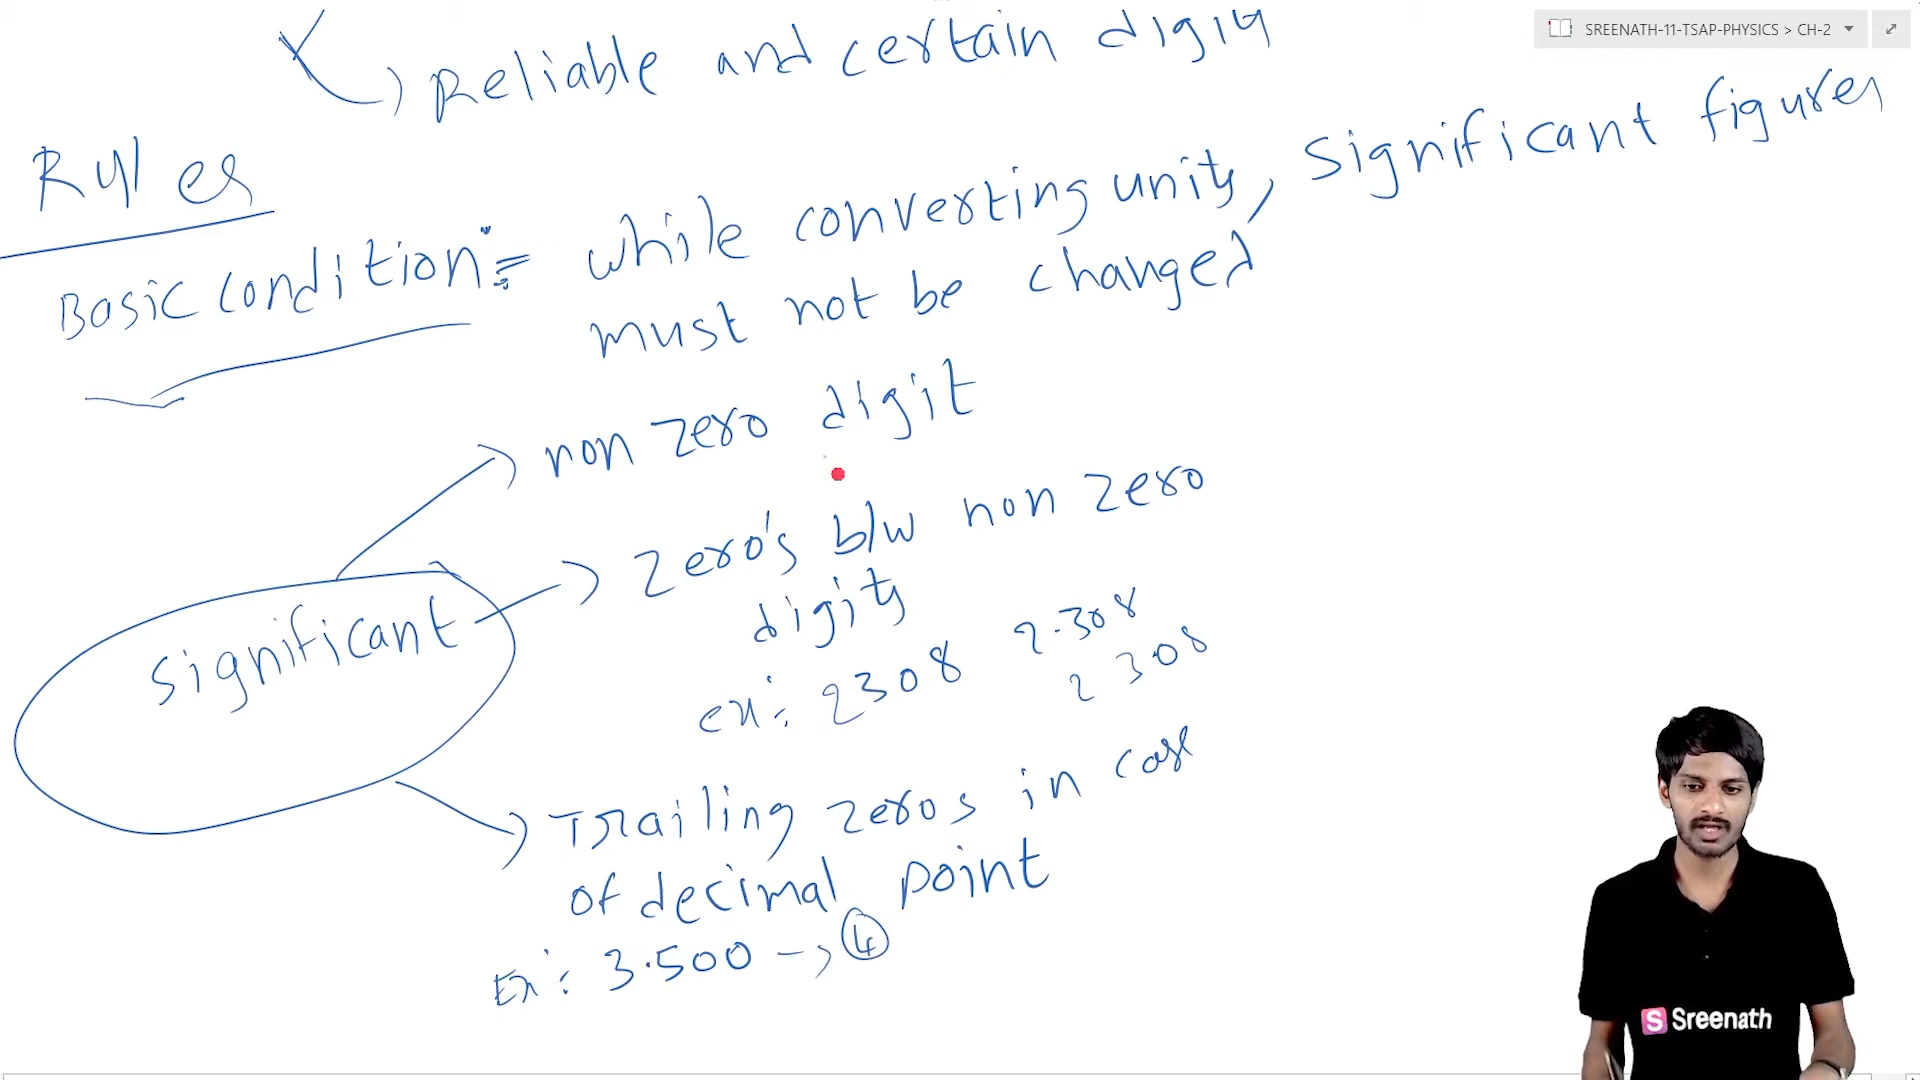 SREENATH-11-TSAP-PHYSICS > CH-2
Reliable and certain digits
Rules
Basic condition:= while converting units, significant figures
must not be changed
non zero digit
Zero's b/w non zero
digits
ex: 2308 2.308
2308
significant
Trailing zeros in case
of decimal point
Ex: 3.500 -> 4
Sreenath